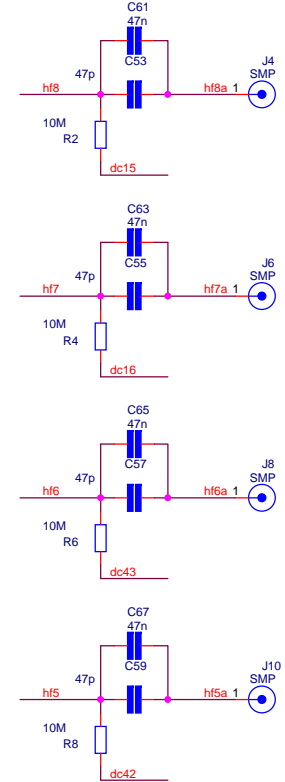 C61
47n
C53
47p
J4
SMP
hf8
hf8a 1
10M
R2
dc15
C63
47n
C55
47p
J6
SMP
hf7
hf7a 1
10M
R4
dc16
C65
47n
C57
47p
J8
SMP
hf6
hf6a 1
10M
R6
dc43
C67
47n
C59
47p
J10
SMP
hf5
hf5a 1
10M
R8
dc42